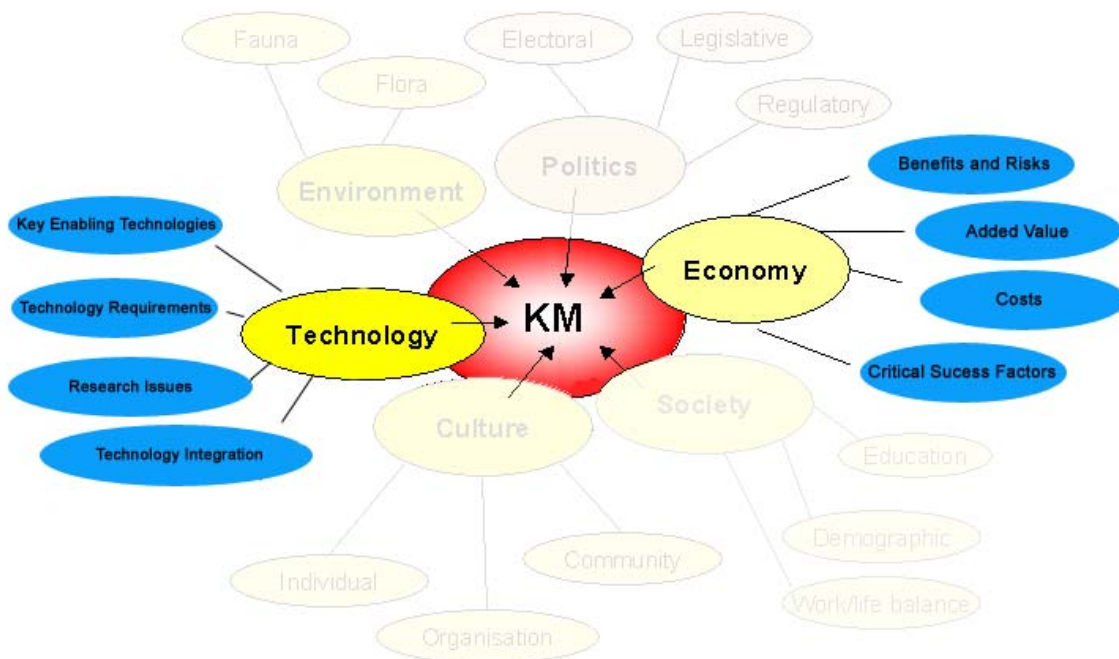 Fauna
Electoral
Legislative
Flora
Regulatory
Environment
Politics
Benefits and Risks
Key Enabling Technologies
Added Value
Economy
Technology Requirements
Costs
KM
Technology
Research Issues
Critical Sucess Factors
Society
Culture
Technology Integration
Education
Demographic
Community
Individual
Work/life balance
Organisation